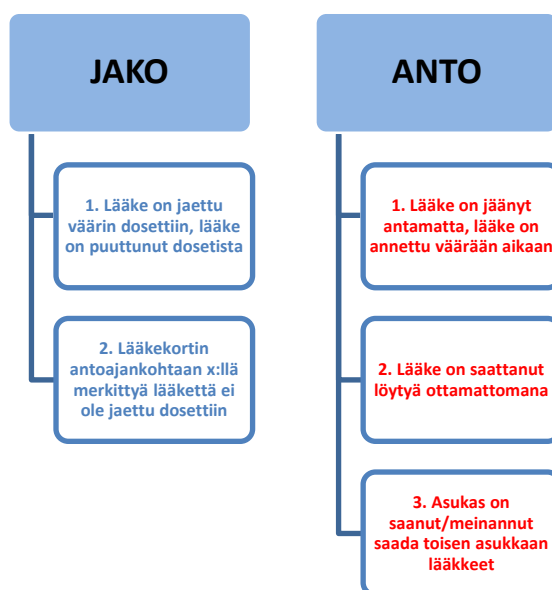 JAKO
1. Lääke on jaettu
väärin dosettiin, lääke
on puuttunut dosetista
2. Lääkekortin
antoajankohtaan x:llä
merkittyä lääkettä ei
ole jaettu dosettiin
ANTO
1. Lääke on jäänyt
antamatta, lääke on
annettu väärään aikaan
2. Lääke on saattanut
löytyä ottamattomana
3. Asukas on
saanut/meinannut
saada toisen asukkaan
lääkkeet